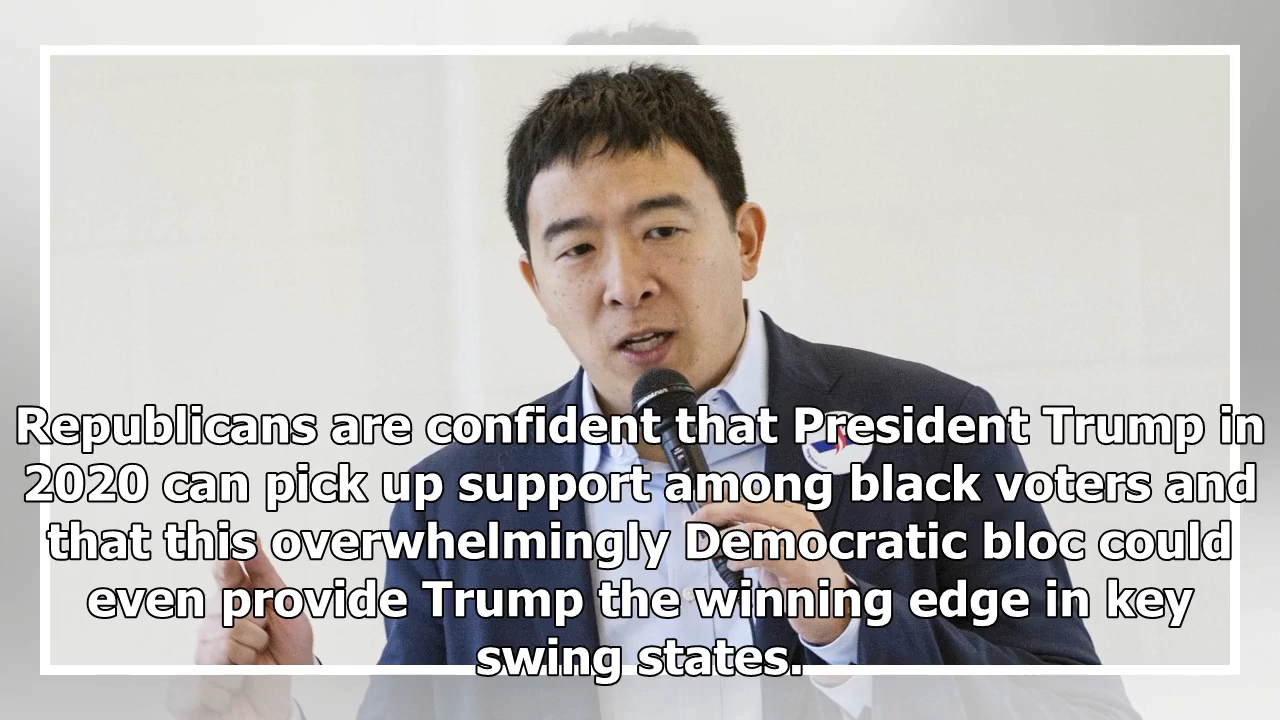 Republicans are confident that President Trump in
2020 can pick up support among black voters and
that this overwhelmingly Democratic bloc could
even provide Trump the winning edge in key
swing states.